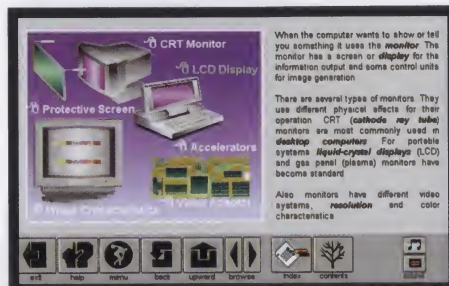 CRT Monitor
LCD Display
Protective Screen
Accelerators
When the computer wants to show or tell
you something it uses the monitor The
monitor has a screen or display for the
information output and some control units
for image generation
There are several types of monitors. They
use different physical effects for their
operation CRT (cathode ray tube)
monitors are most commonly used in
desktop computers For portable
systems liquid-crystal displays (LCD)
and gas panel (plasma) monitors have
become standard
Also monitors have different video
systems, resolution and color
characteristics
exit
help
menu
back
upward
browse
index
contents